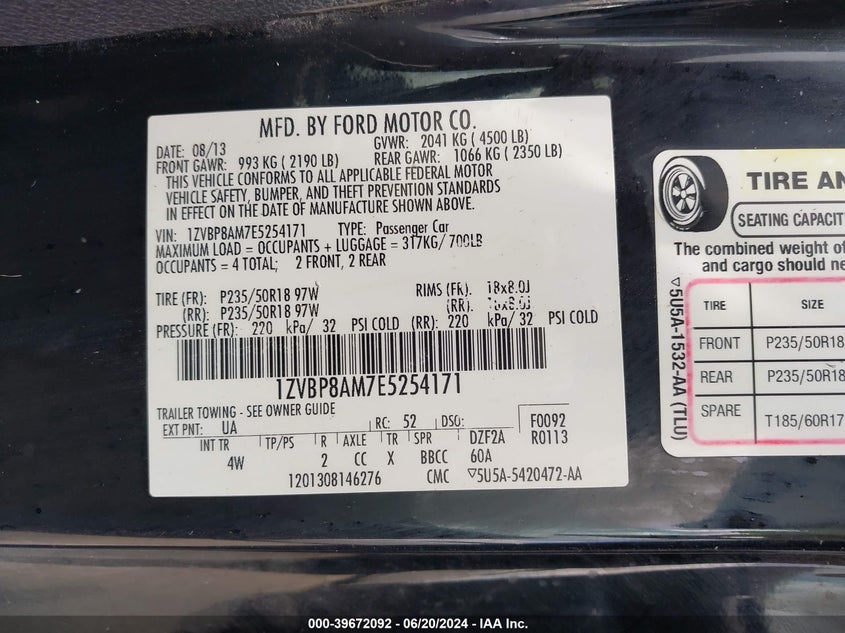 MFD. BY FORD MOTOR CO.
DATE: 08/13 GVWR: 2041 KG ( 4500 LB)
FRONT GAWR: 993 KG ( 2190 LB) REAR GAWR: 1066 KG ( 2350 LB)
THIS VEHICLE CONFORMS TO ALL APPLICABLE FEDERAL MOTOR
VEHICLE SAFETY, BUMPER, AND THEFT PREVENTION STANDARDS
IN EFFECT ON THE DATE OF MANUFACTURE SHOWN ABOVE.
VIN: 1ZVBP8AM7E5254171 TYPE: Passenger Car
MAXIMUM LOAD = OCCUPANTS + LUGGAGE = 317KG/ 700LB
OCCUPANTS = 4 TOTAL; 2 FRONT, 2 REAR
TIRE (FR): P235/50R18 97W RIMS (FR): 18x8.0J
(RR): P235/50R18 97W (RR): 18x8.0J
PRESSURE (FR): 220 kPa/ 32 PSI COLD (RR): 220 kPa/ 32 PSI COLD
1ZVBP8AM7E5254171
TRAILER TOWING - SEE OWNER GUIDE
EXT PNT: UA RC: 52 DSO: F0092
INT TR TP/PS R AXLE TR SPR DZF2A R0113
4W 2 CC X BBCC 60A
1201308146276 CMC ▽5U5A-5420472-AA
TIRE AN
SEATING CAPACIT
The combined weight of
and cargo should ne
TIRE SIZE
FRONT P235/50R18
REAR P235/50R18
SPARE T185/60R17
▽5U5A-1532-AA (TLU)
000-39672092 - 06/20/2024 - IAA Inc.